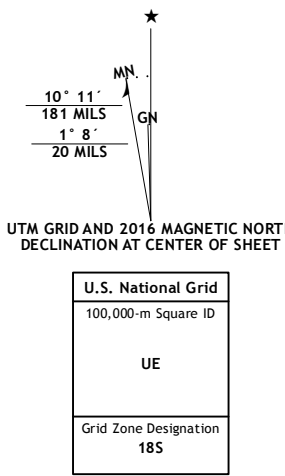 ★
MN
GN
10° 11´
181 MILS
1° 8´
20 MILS
UTM GRID AND 2016 MAGNETIC NORT
DECLINATION AT CENTER OF SHEET
U.S. National Grid
100,000-m Square ID
UE
Grid Zone Designation
18S